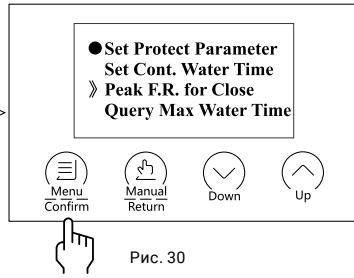 ●Set Protect Parameter
Set Cont. Water Time
》Peak F.R. for Close
Query Max Water Time
Menu
Confirm
Manual
Return
Down
Up
Рис. 30